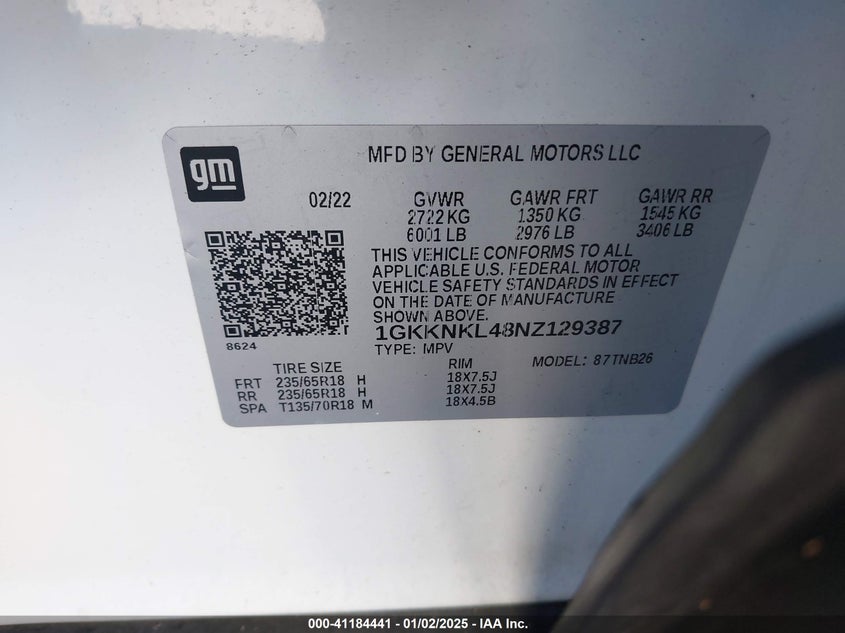 gm
MFD BY GENERAL MOTORS LLC
02/22 GVWR GAWR FRT GAWR RR
2722 KG 1350 KG 1545 KG
6001 LB 2976 LB 3406 LB
THIS VEHICLE CONFORMS TO ALL
APPLICABLE U.S. FEDERAL MOTOR
VEHICLE SAFETY STANDARDS IN EFFECT
ON THE DATE OF MANUFACTURE
SHOWN ABOVE.
8624
1GKKNKL48NZ129387
TYPE: MPV MODEL: 87TNB26
TIRE SIZE RIM
FRT 235/65R18 H 18X7.5J
RR 235/65R18 H 18X7.5J
SPA T135/70R18 M 18X4.5B
000-41184441 - 01/02/2025 - IAA Inc.